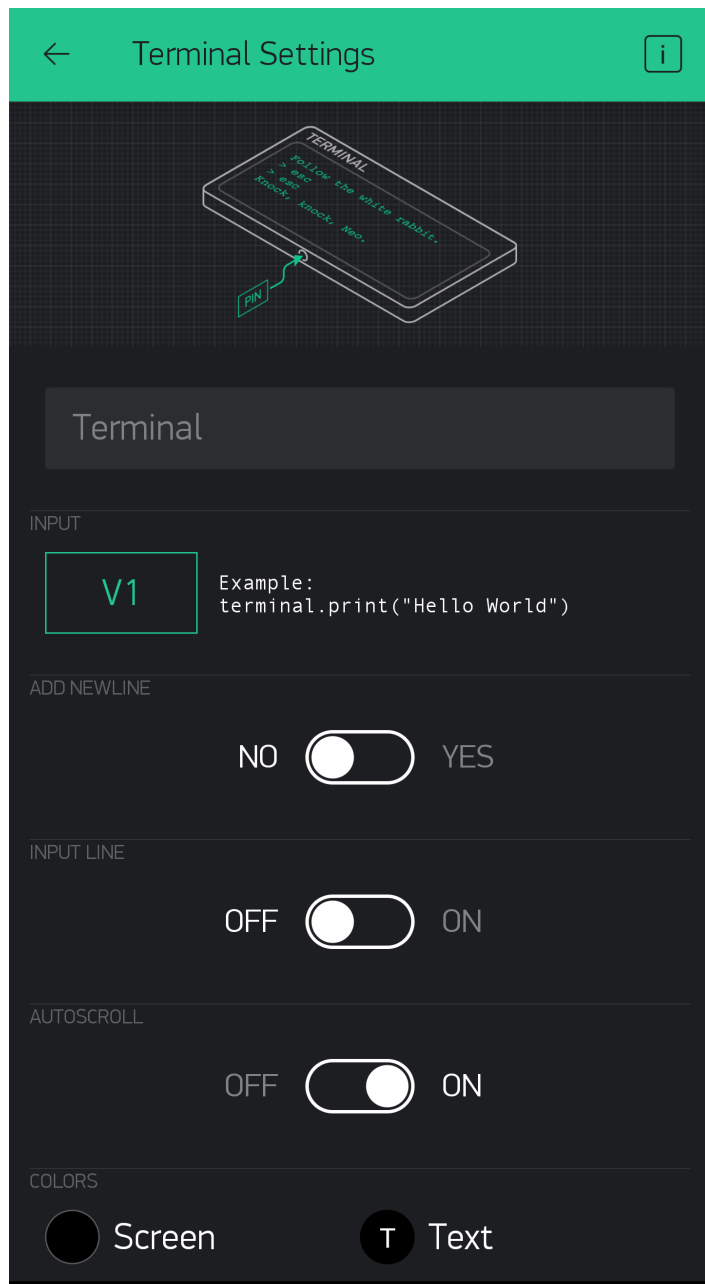 Terminal Settings
i
TERMINAL
Follow the white rabbit.
> esc
> esc
Knock, knock, Neo.
PIN
Terminal
INPUT
V1
Example:
terminal.print("Hello World")
ADD NEWLINE
NO YES
INPUT LINE
OFF ON
AUTOSCROLL
OFF ON
COLORS
Screen T Text